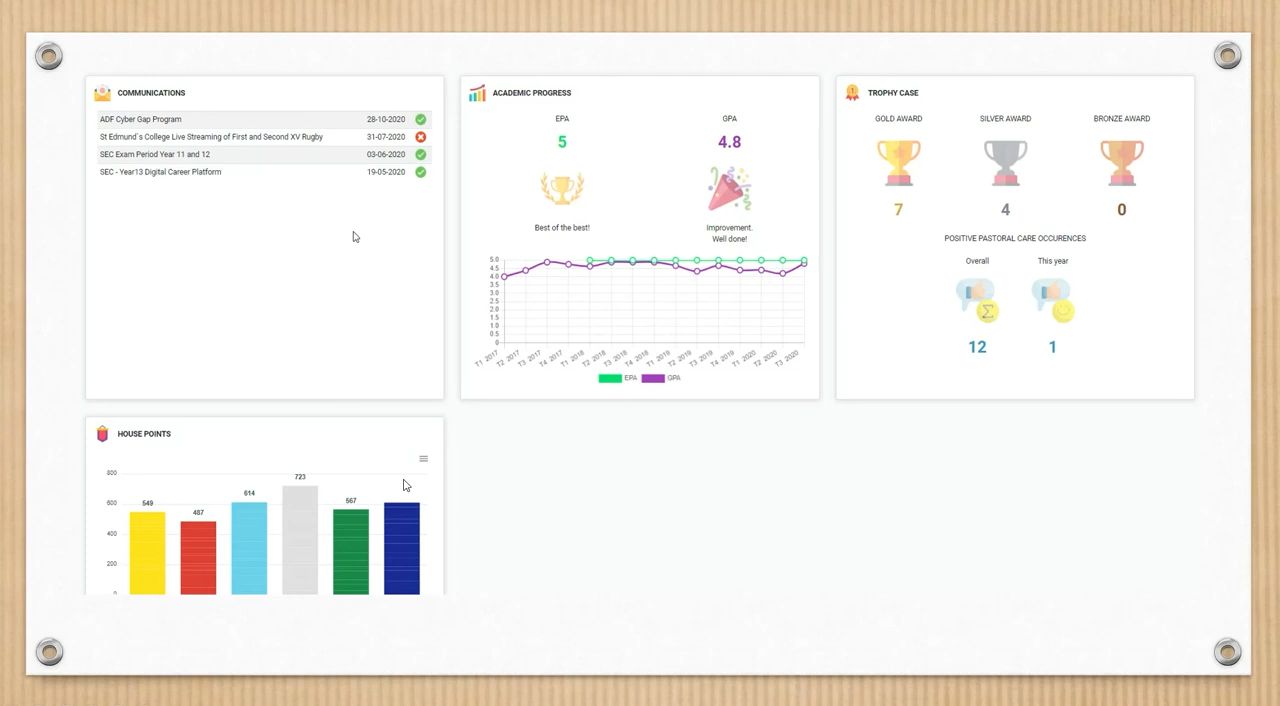 COMMUNICATIONS
ADF Cyber Gap Program 28-10-2020
St Edmund`s College Live Streaming of First and Second XV Rugby 31-07-2020
SEC Exam Period Year 11 and 12 03-06-2020
SEC - Year13 Digital Career Platform 19-05-2020
ACADEMIC PROGRESS
EPA GPA
5 4.8
Best of the best! Improvement.
Well done!
5.0
4.5
4.0
3.5
3.0
2.5
2.0
1.5
1.0
0.5
0
T1 2017 T2 2017 T3 2017 T4 2017 T1 2018 T2 2018 T3 2018 T4 2018 T1 2019 T2 2019 T3 2019 T4 2019 T1 2020 T2 2020 T3 2020
EPA GPA
TROPHY CASE
GOLD AWARD SILVER AWARD BRONZE AWARD
1
7 4 0
POSITIVE PASTORAL CARE OCCURENCES
Overall This year
Σ
12 1
HOUSE POINTS
800
600
400
200
0
549 487 614 723 567